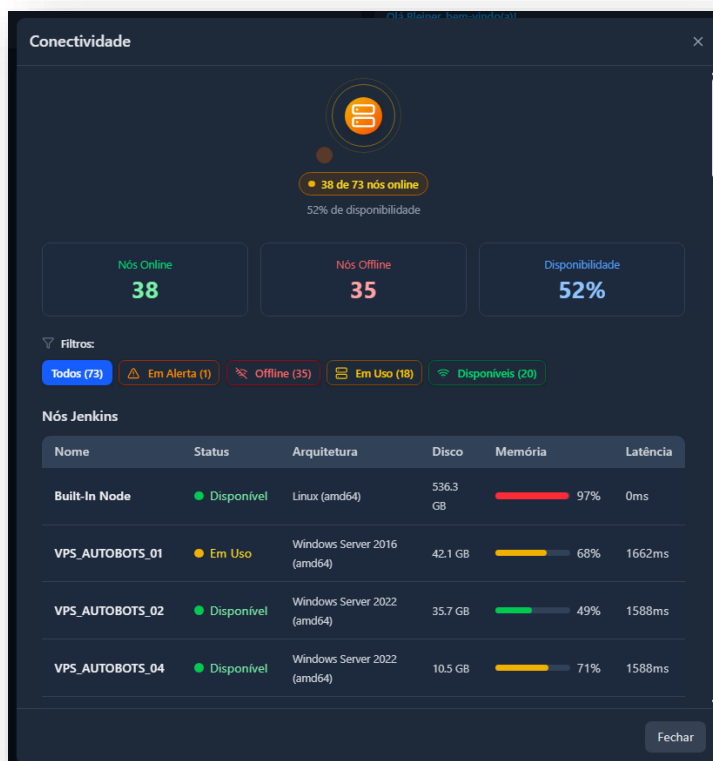 Olá Rleiner, bem-vindo(a)!
Conectividade
38 de 73 nós online
52% de disponibilidade
Nós Online
38
Nós Offline
35
Disponibilidade
52%
Filtros:
Todos (73)
Em Alerta (1)
Offline (35)
Em Uso (18)
Disponíveis (20)
Nós Jenkins
Nome Status Arquitetura Disco Memória Latência
Built-In Node Disponível Linux (amd64) 536.3 GB 97% 0ms
VPS_AUTOBOTS_01 Em Uso Windows Server 2016 (amd64) 42.1 GB 68% 1662ms
VPS_AUTOBOTS_02 Disponível Windows Server 2022 (amd64) 35.7 GB 49% 1588ms
VPS_AUTOBOTS_04 Disponível Windows Server 2022 (amd64) 10.5 GB 71% 1588ms
Fechar